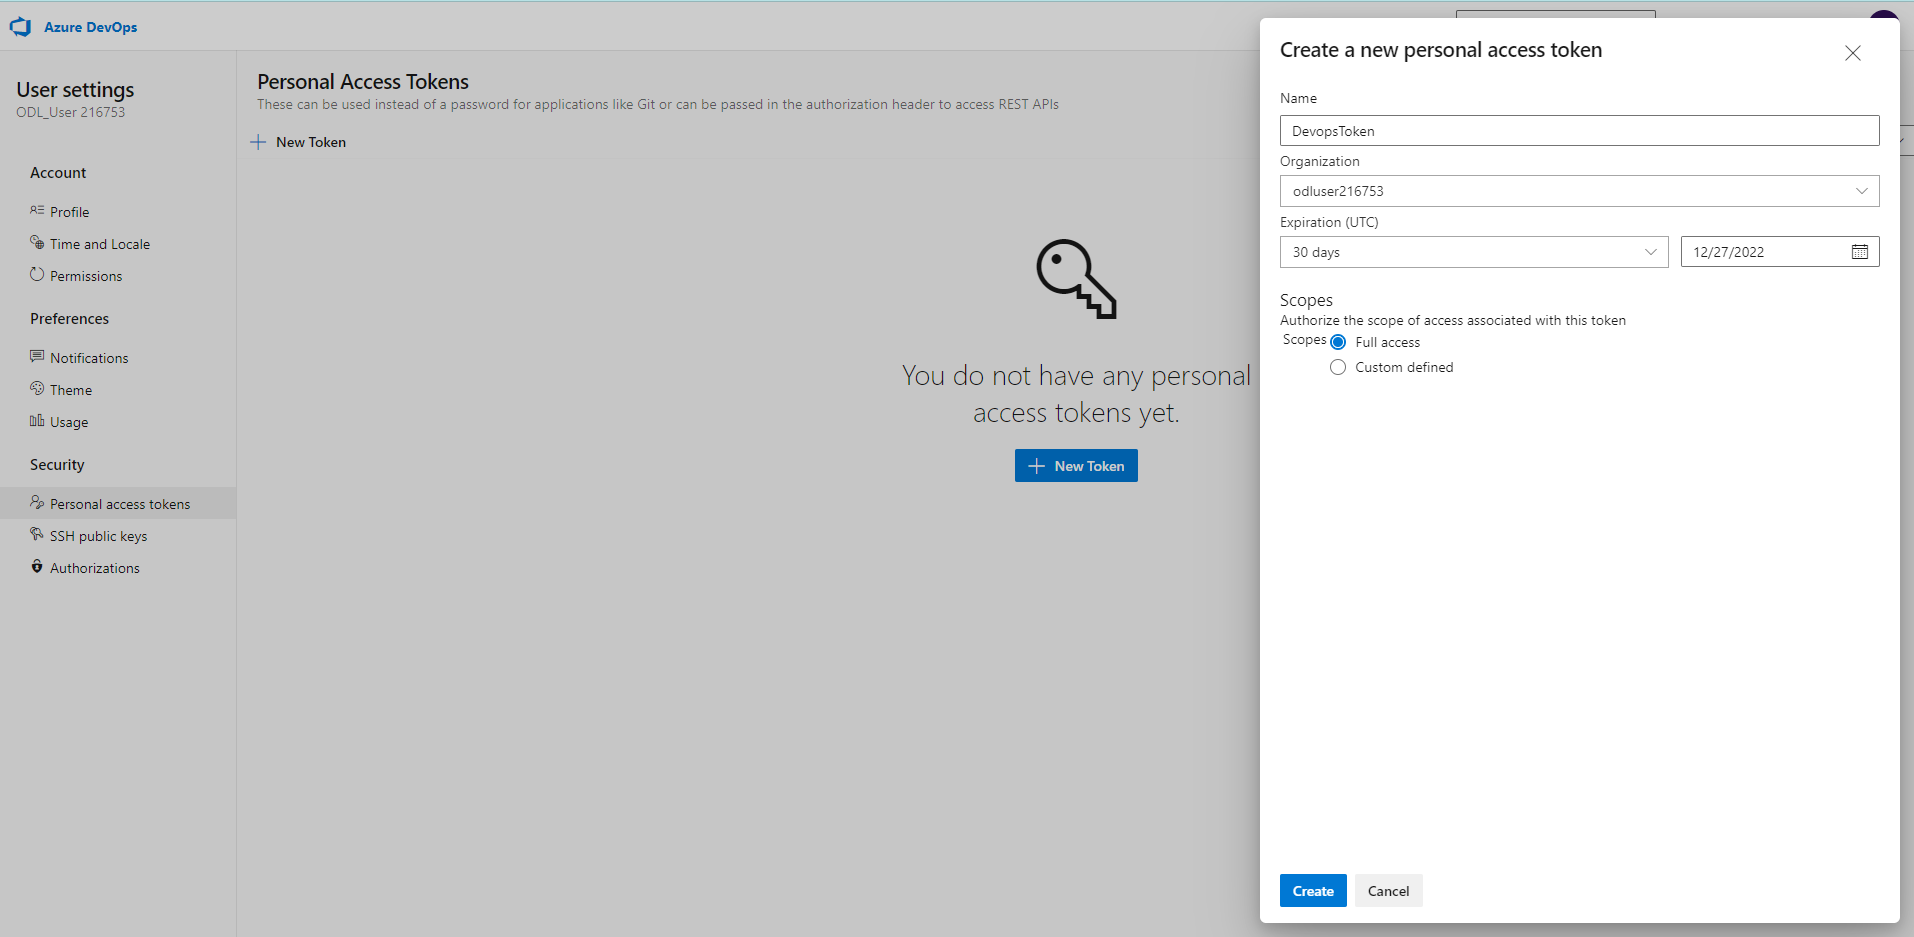 Azure DevOps
User settings
ODL_User 216753
Account
Profile
Time and Locale
Permissions
Preferences
Notifications
Theme
Usage
Security
Personal access tokens
SSH public keys
Authorizations
Personal Access Tokens
These can be used instead of a password for applications like Git or can be passed in the authorization header to access REST APIs
New Token
You do not have any personal
access tokens yet.
New Token
Create a new personal access token
Name
DevopsToken
Organization
odluser216753
Expiration (UTC)
30 days
12/27/2022
Scopes
Authorize the scope of access associated with this token
Scopes
Full access
Custom defined
Create
Cancel